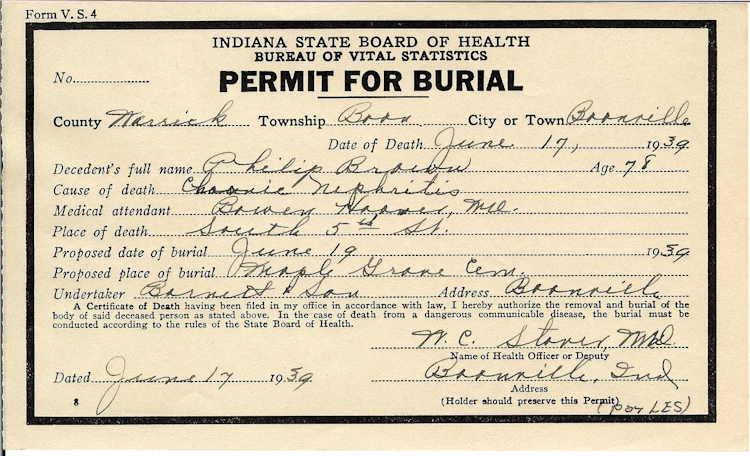 Form V. S. 4
INDIANA STATE BOARD OF HEALTH
BUREAU OF VITAL STATISTICS
No.
PERMIT FOR BURIAL
County Warrick Township Boon City or Town Boonville
Date of Death June 17, 1939
Decedent's full name Philip Brown Age 78
Cause of death Chronic Nephritis
Medical attendant Bowen Hoover, MD.
Place of death South 5th St.
Proposed date of burial June 19 1939
Proposed place of burial Maple Grove Cem.
Undertaker Barnett & Son Address Boonville
A Certificate of Death having been filed in my office in accordance with law, I hereby authorize the removal and burial of the
body of said deceased person as stated above. In the case of death from a dangerous communicable disease, the burial must be
conducted according to the rules of the State Board of Health.
W. C. Stover, MD.
Name of Health Officer or Deputy
Dated June 17 1939 Boonville, Ind
Address
8 (Holder should preserve this Permit)
LES)